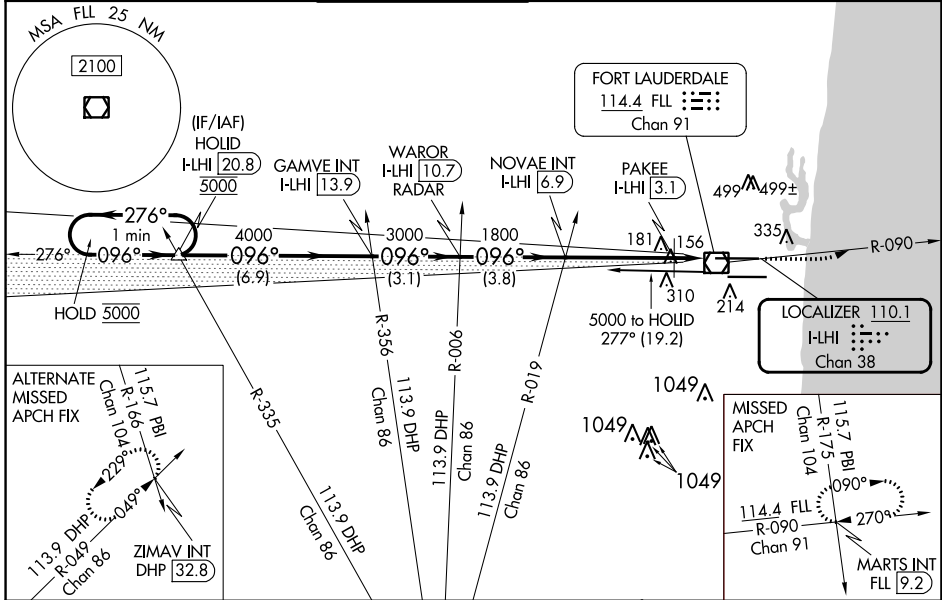 MSA FLL 25 NM
2100
(IF/IAF)
HOLID
I-LHI 20.8
5000
GAMVE INT
I-LHI 13.9
WAROR
I-LHI 10.7
RADAR
NOVAE INT
I-LHI 6.9
FORT LAUDERDALE
114.4 FLL
Chan 91
PAKEE
I-LHI 3.1
499
499±
335
181
156
R-090
276°
1 min
276°
096°
4000
096°
(6.9)
3000
096°
(3.1)
1800
096°
(3.8)
HOLD 5000
310
214
5000 to HOLID
277° (19.2)
LOCALIZER 110.1
I-LHI
Chan 38
R-335
113.9 DHP
Chan 86
R-356
113.9 DHP
Chan 86
R-006
113.9 DHP
Chan 86
R-019
113.9 DHP
Chan 86
1049
1049
1049
ALTERNATE
MISSED
APCH FIX
115.7 PBI
R-166
Chan 104
229°
049°
113.9 DHP
R-049
Chan 86
ZIMAV INT
DHP 32.8
MISSED
APCH
FIX
115.7 PBI
R-175
Chan 104
090°
270°
114.4 FLL
R-090
Chan 91
MARTS INT
FLL 9.2